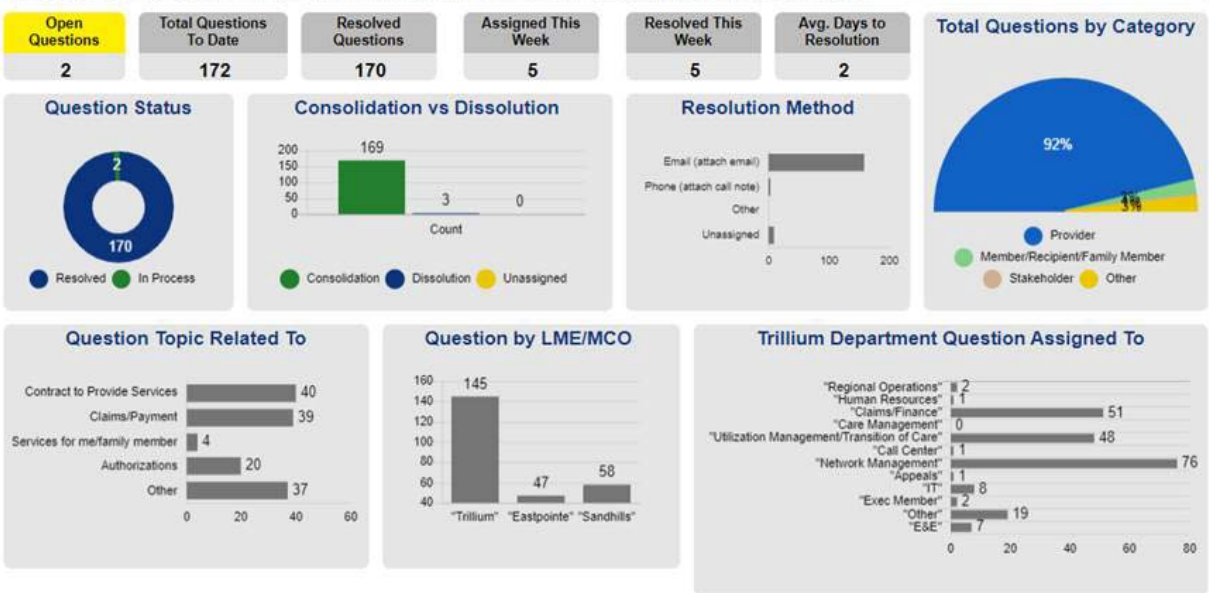 Open
Questions
2
Total Questions
To Date
172
Resolved
Questions
170
Assigned This
Week
5
Resolved This
Week
5
Avg. Days to
Resolution
2
Total Questions by Category
92%
3%
Provider
Member/Recipient/Family Member
Stakeholder
Other
Question Status
2
170
Resolved
In Process
Consolidation vs Dissolution
200
150
100
50
0
169
3
0
Count
Consolidation
Dissolution
Unassigned
Resolution Method
Email (attach email)
Phone (attach call note)
Other
Unassigned
0
100
200
Question Topic Related To
Contract to Provide Services
40
Claims/Payment
39
Services for me/family member
4
Authorizations
20
Other
37
0
20
40
60
Question by LME/MCO
160
140
120
100
80
60
40
145
47
58
"Trillium"
"Eastpointe"
"Sandhills"
Trillium Department Question Assigned To
"Regional Operations"
2
"Human Resources"
1
"Claims/Finance"
51
"Care Management"
0
"Utilization Management/Transition of Care"
48
"Call Center"
1
"Network Management"
76
"Appeals"
1
"IT"
8
"Exec Member"
2
"Other"
19
"E&E"
7
0
20
40
60
80